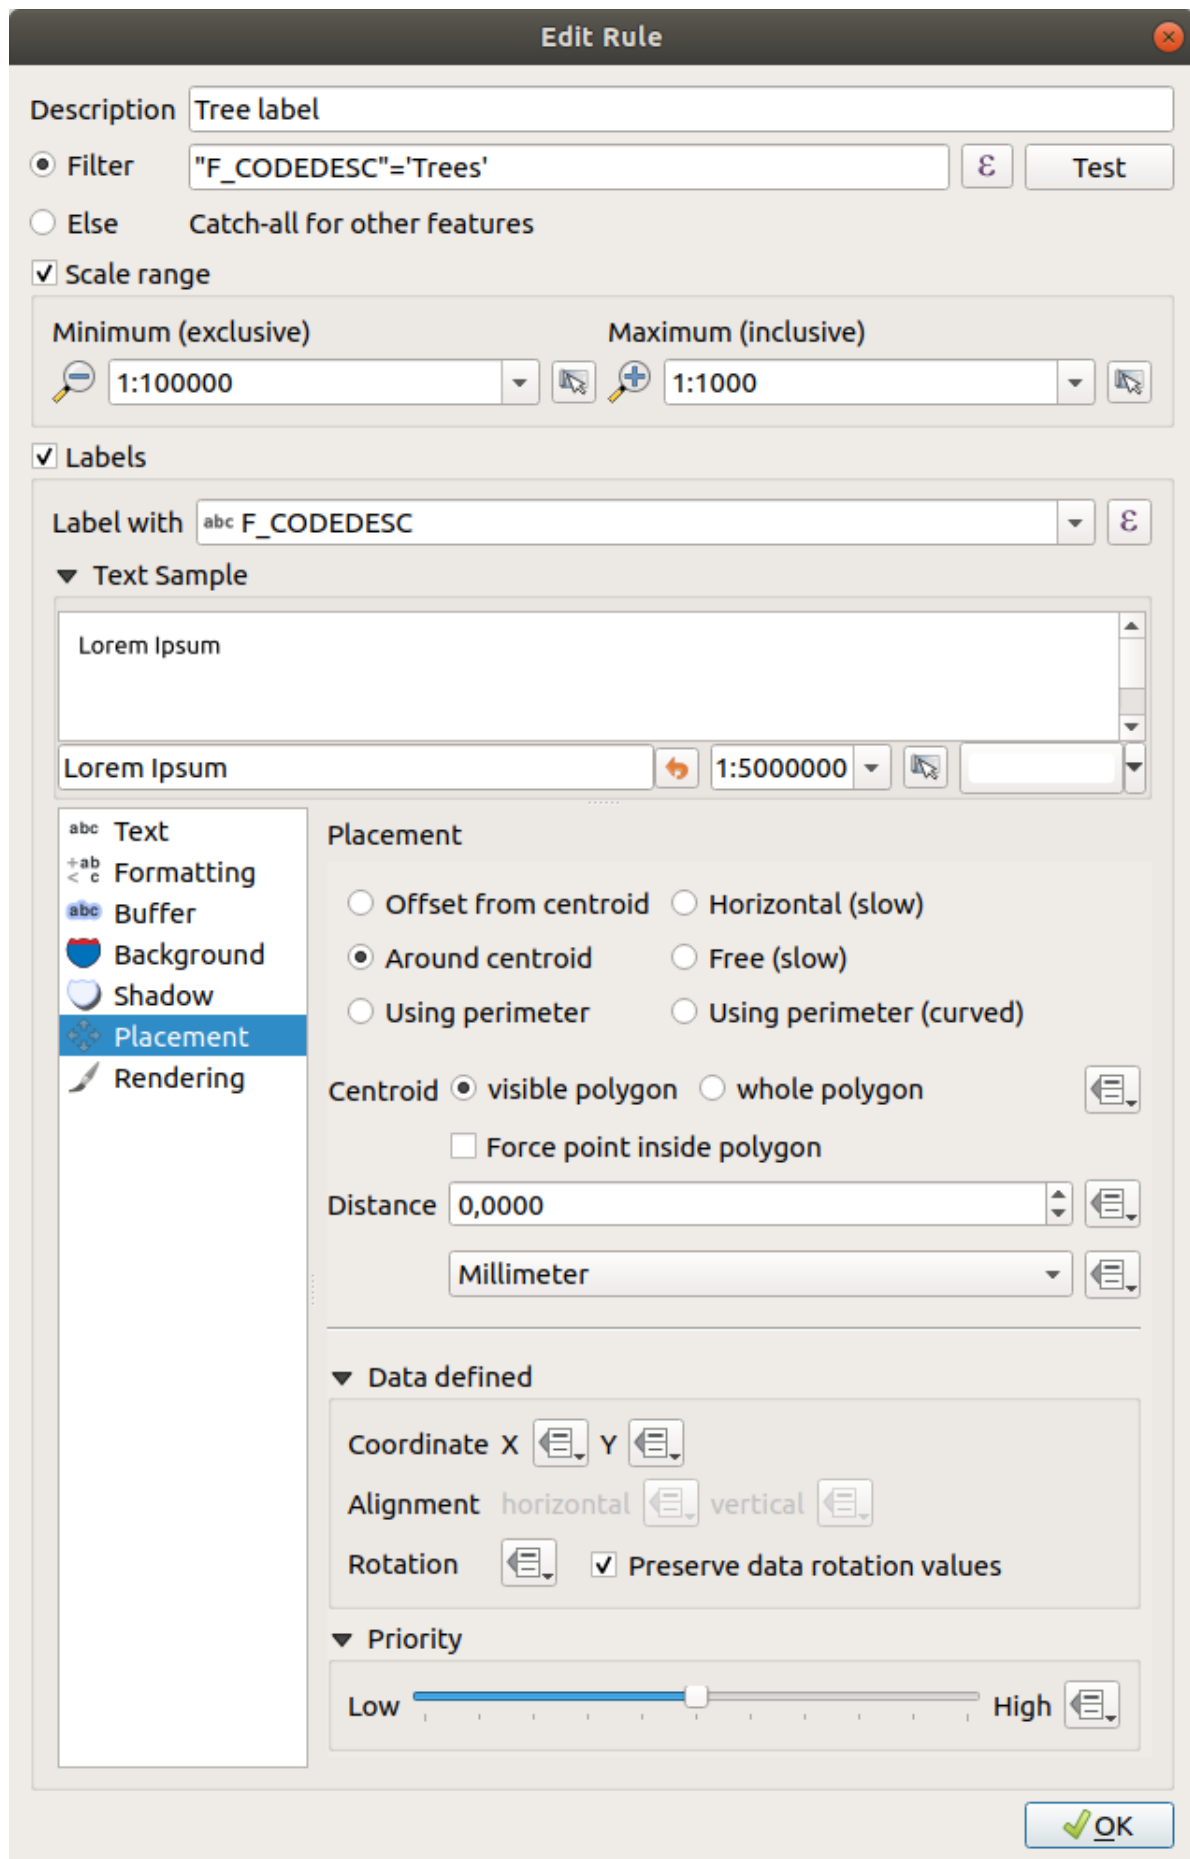 Edit Rule
Description Tree label
Filter "F_CODEDESC"='Trees' ε Test
Else Catch-all for other features
Scale range
Minimum (exclusive) Maximum (inclusive)
1:100000 1:1000
Labels
Label with abc F_CODEDESC ε
Text Sample
Lorem Ipsum
Lorem Ipsum 1:5000000
abc Text
+ab < c Formatting
abc Buffer
Background
Shadow
Placement
Rendering
Placement
Offset from centroid Horizontal (slow)
Around centroid Free (slow)
Using perimeter Using perimeter (curved)
Centroid visible polygon whole polygon
Force point inside polygon
Distance 0,0000
Millimeter
Data defined
Coordinate X Y
Alignment horizontal vertical
Rotation Preserve data rotation values
Priority
Low High
OK